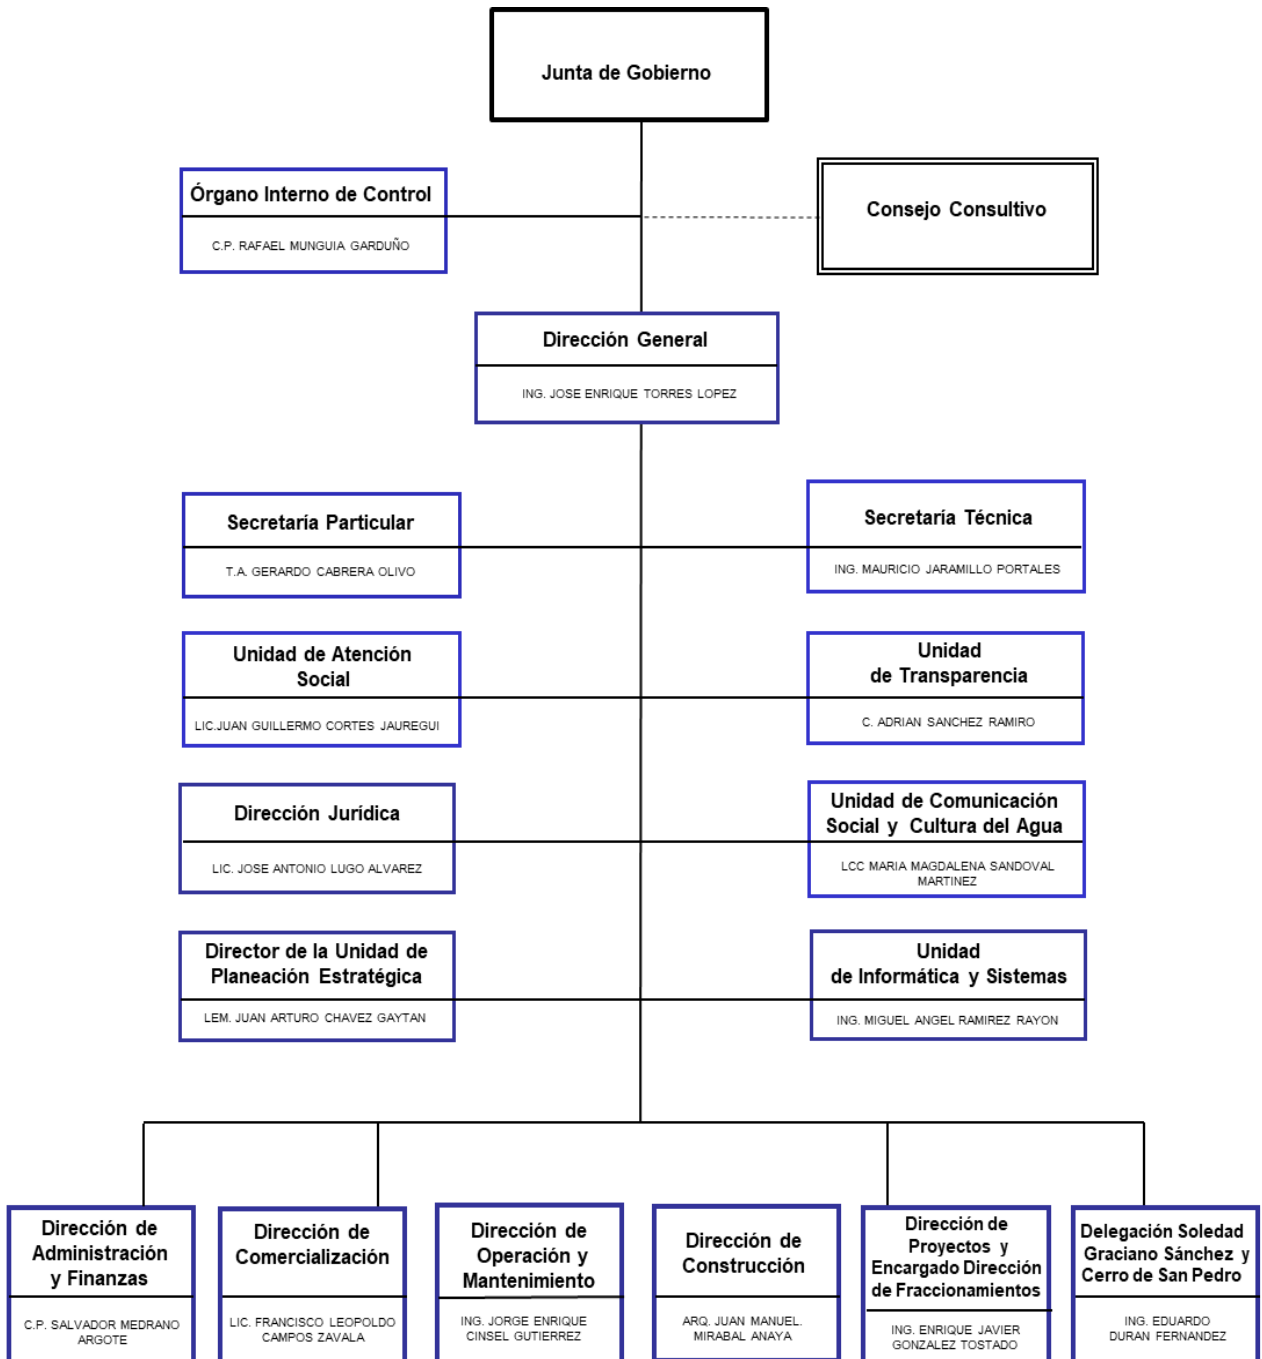 Junta de Gobierno
Órgano Interno de Control
C.P. RAFAEL MUNGUIA GARDUÑO
Consejo Consultivo
Dirección General
ING. JOSE ENRIQUE TORRES LOPEZ
Secretaría Particular
T.A. GERARDO CABRERA OLIVO
Secretaría Técnica
ING. MAURICIO JARAMILLO PORTALES
Unidad de Atención
Social
LIC.JUAN GUILLERMO CORTES JAUREGUI
Unidad
de Transparencia
C. ADRIAN SANCHEZ RAMIRO
Dirección Jurídica
LIC. JOSE ANTONIO LUGO ALVAREZ
Unidad de Comunicación
Social y Cultura del Agua
LCC MARIA MAGDALENA SANDOVAL
MARTINEZ
Director de la Unidad de
Planeación Estratégica
LEM. JUAN ARTURO CHAVEZ GAYTAN
Unidad
de Informática y Sistemas
ING. MIGUEL ANGEL RAMIREZ RAYON
Dirección de
Administración
y Finanzas
C.P. SALVADOR MEDRANO
ARGOTE
Dirección de
Comercialización
LIC. FRANCISCO LEOPOLDO
CAMPOS ZAVALA
Dirección de
Operación y
Mantenimiento
ING. JORGE ENRIQUE
CINSEL GUTIERREZ
Dirección de
Construcción
ARQ. JUAN MANUEL.
MIRABAL ANAYA
Dirección de
Proyectos y
Encargado Dirección
de Fraccionamientos
ING. ENRIQUE JAVIER
GONZALEZ TOSTADO
Delegación Soledad
Graciano Sánchez y
Cerro de San Pedro
ING. EDUARDO
DURAN FERNANDEZ